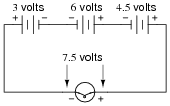 3 volts 6 volts 4.5 volts
+ - + - - +
7.5 volts
- +